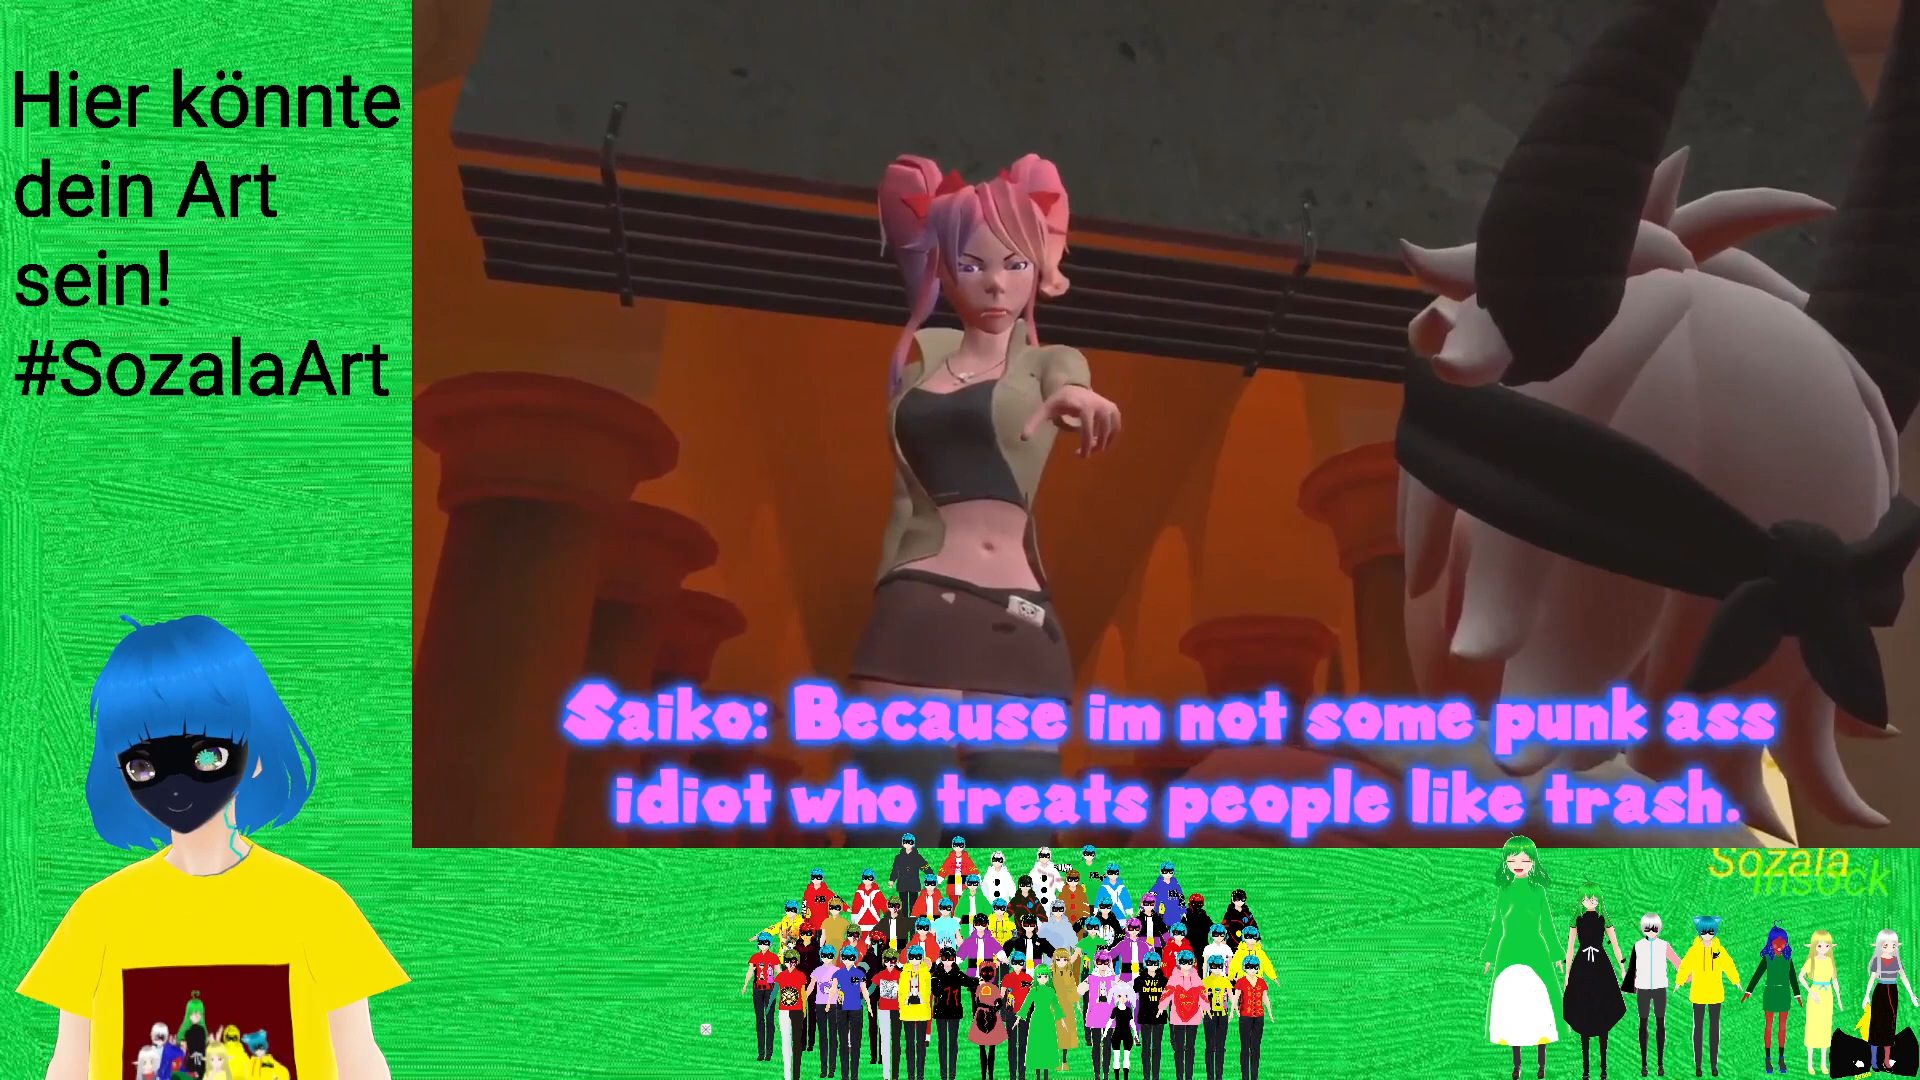 Hier könnte
dein Art
sein!
#SozalaArt
Saiko: Because im not some punk ass
idiot who treats people like trash.
Sozala